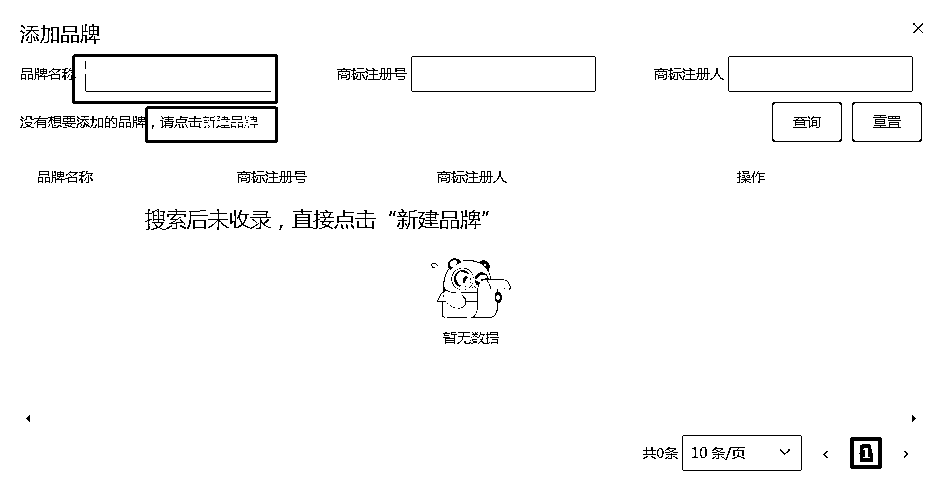 添加品牌
品牌名称 商标注册号 商标注册人
没有想要添加的品牌，请点击新建品牌 查询 重置
品牌名称 商标注册号 商标注册人 操作
搜索后未收录，直接点击“新建品牌”
暂无数据
共0条 10 条/页 1